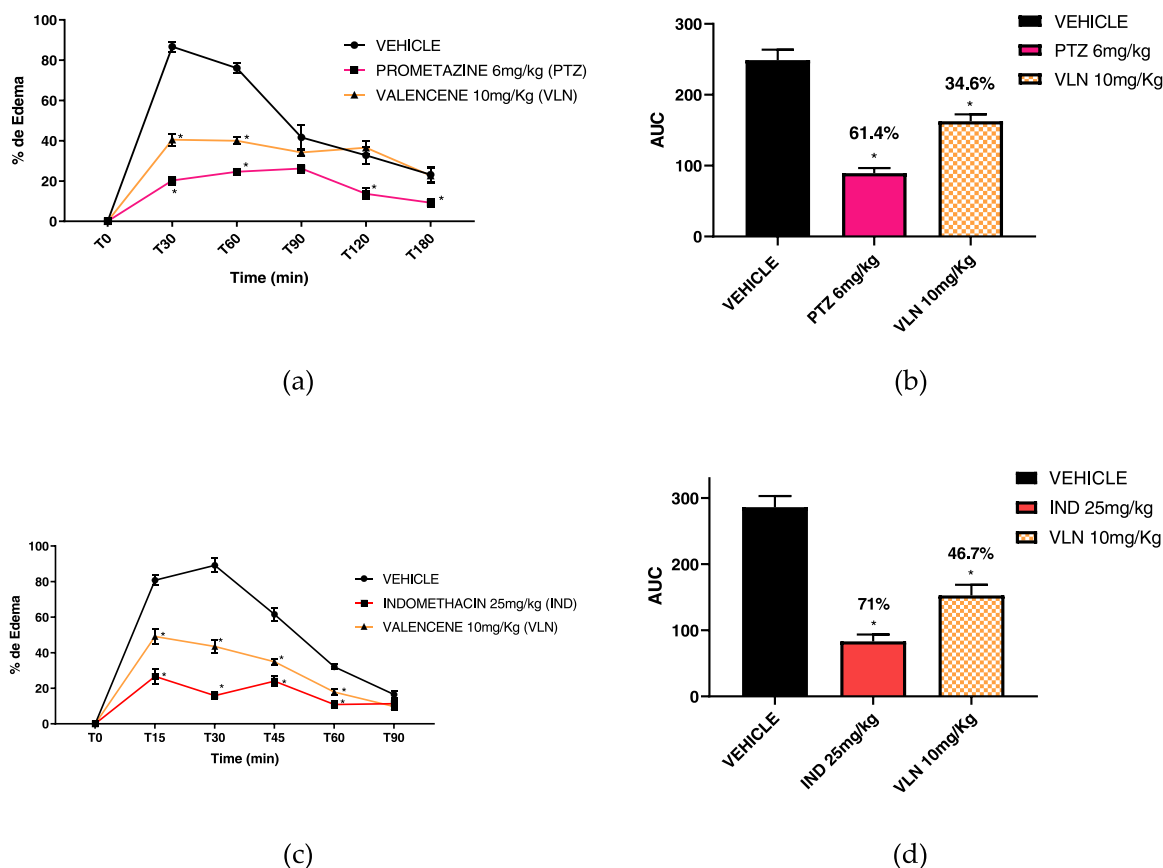 100
80
60
40
20
0
% de Edema
VEHICLE
PROMETAZINE 6mg/kg (PTZ)
VALENCENE 10mg/Kg (VLN)
*
*
*
*
*
*
T0
T30
T60
T90
T120
T180
Time (min)
(a)
300
200
100
0
AUC
VEHICLE
PTZ 6mg/kg
VLN 10mg/Kg
61.4%
*
34.6%
*
VEHICLE
PTZ 6mg/kg
VLN 10mg/Kg
(b)
100
80
60
40
20
0
% de Edema
VEHICLE
INDOMETHACIN 25mg/kg (IND)
VALENCENE 10mg/Kg (VLN)
*
*
*
*
*
*
*
*
T0
T15
T30
T45
T60
T90
Time (min)
(c)
300
200
100
0
AUC
VEHICLE
IND 25mg/kg
VLN 10mg/Kg
71%
*
46.7%
*
VEHICLE
IND 25mg/kg
VLN 10mg/Kg
(d)